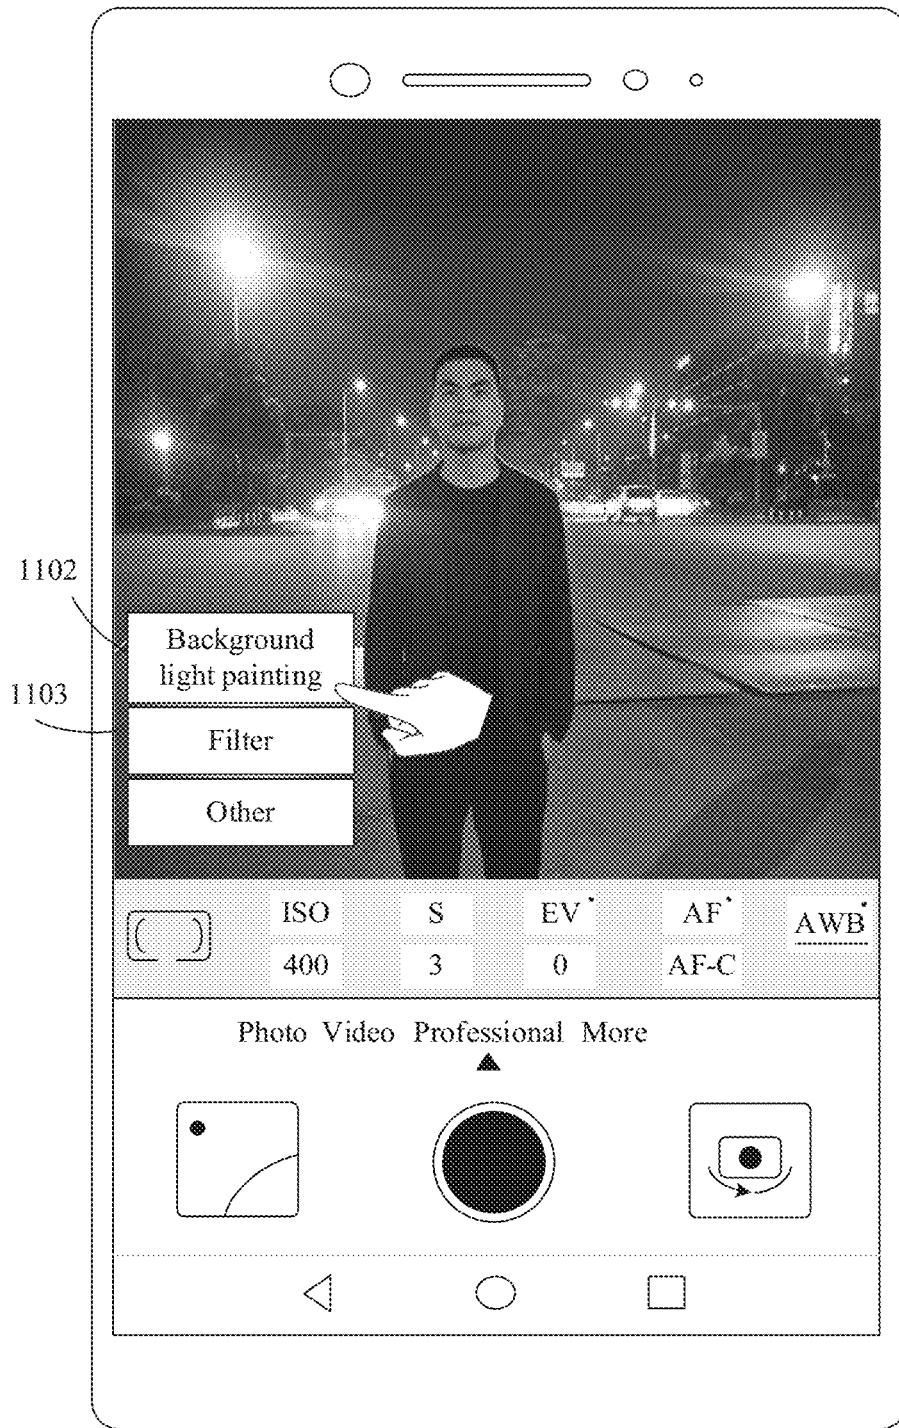 1102
1103
Background
light painting
Filter
Other
ISO S EV AF AWB
400 3 0 AF-C
Photo Video Professional More